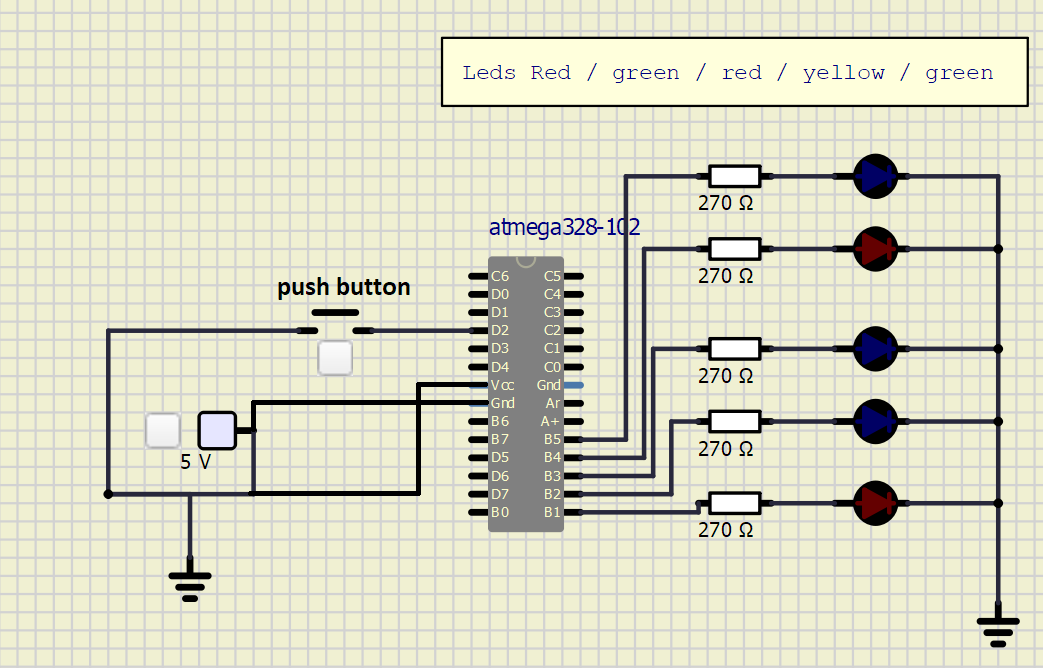 Leds Red / green / red / yellow / green
270 Ω
atmega328-102
270 Ω
push button
C6 C5
D0 C4
D1 C3
D2 C2
D3 C1
D4 C0
Vcc Gnd
Gnd Ar
B6 A+
B7 B5
D5 B4
D6 B3
D7 B2
B0 B1
270 Ω
270 Ω
5 V
270 Ω